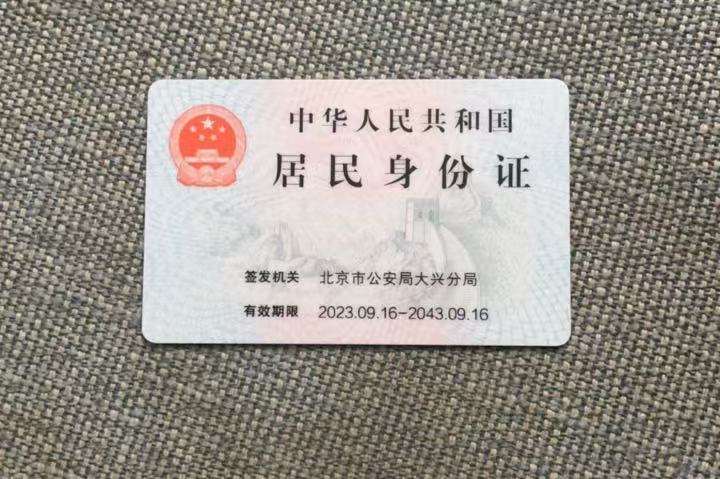 中华人民共和国
居民身份证
签发机关 北京市公安局大兴分局
有效期限 2023.09.16-2043.09.16